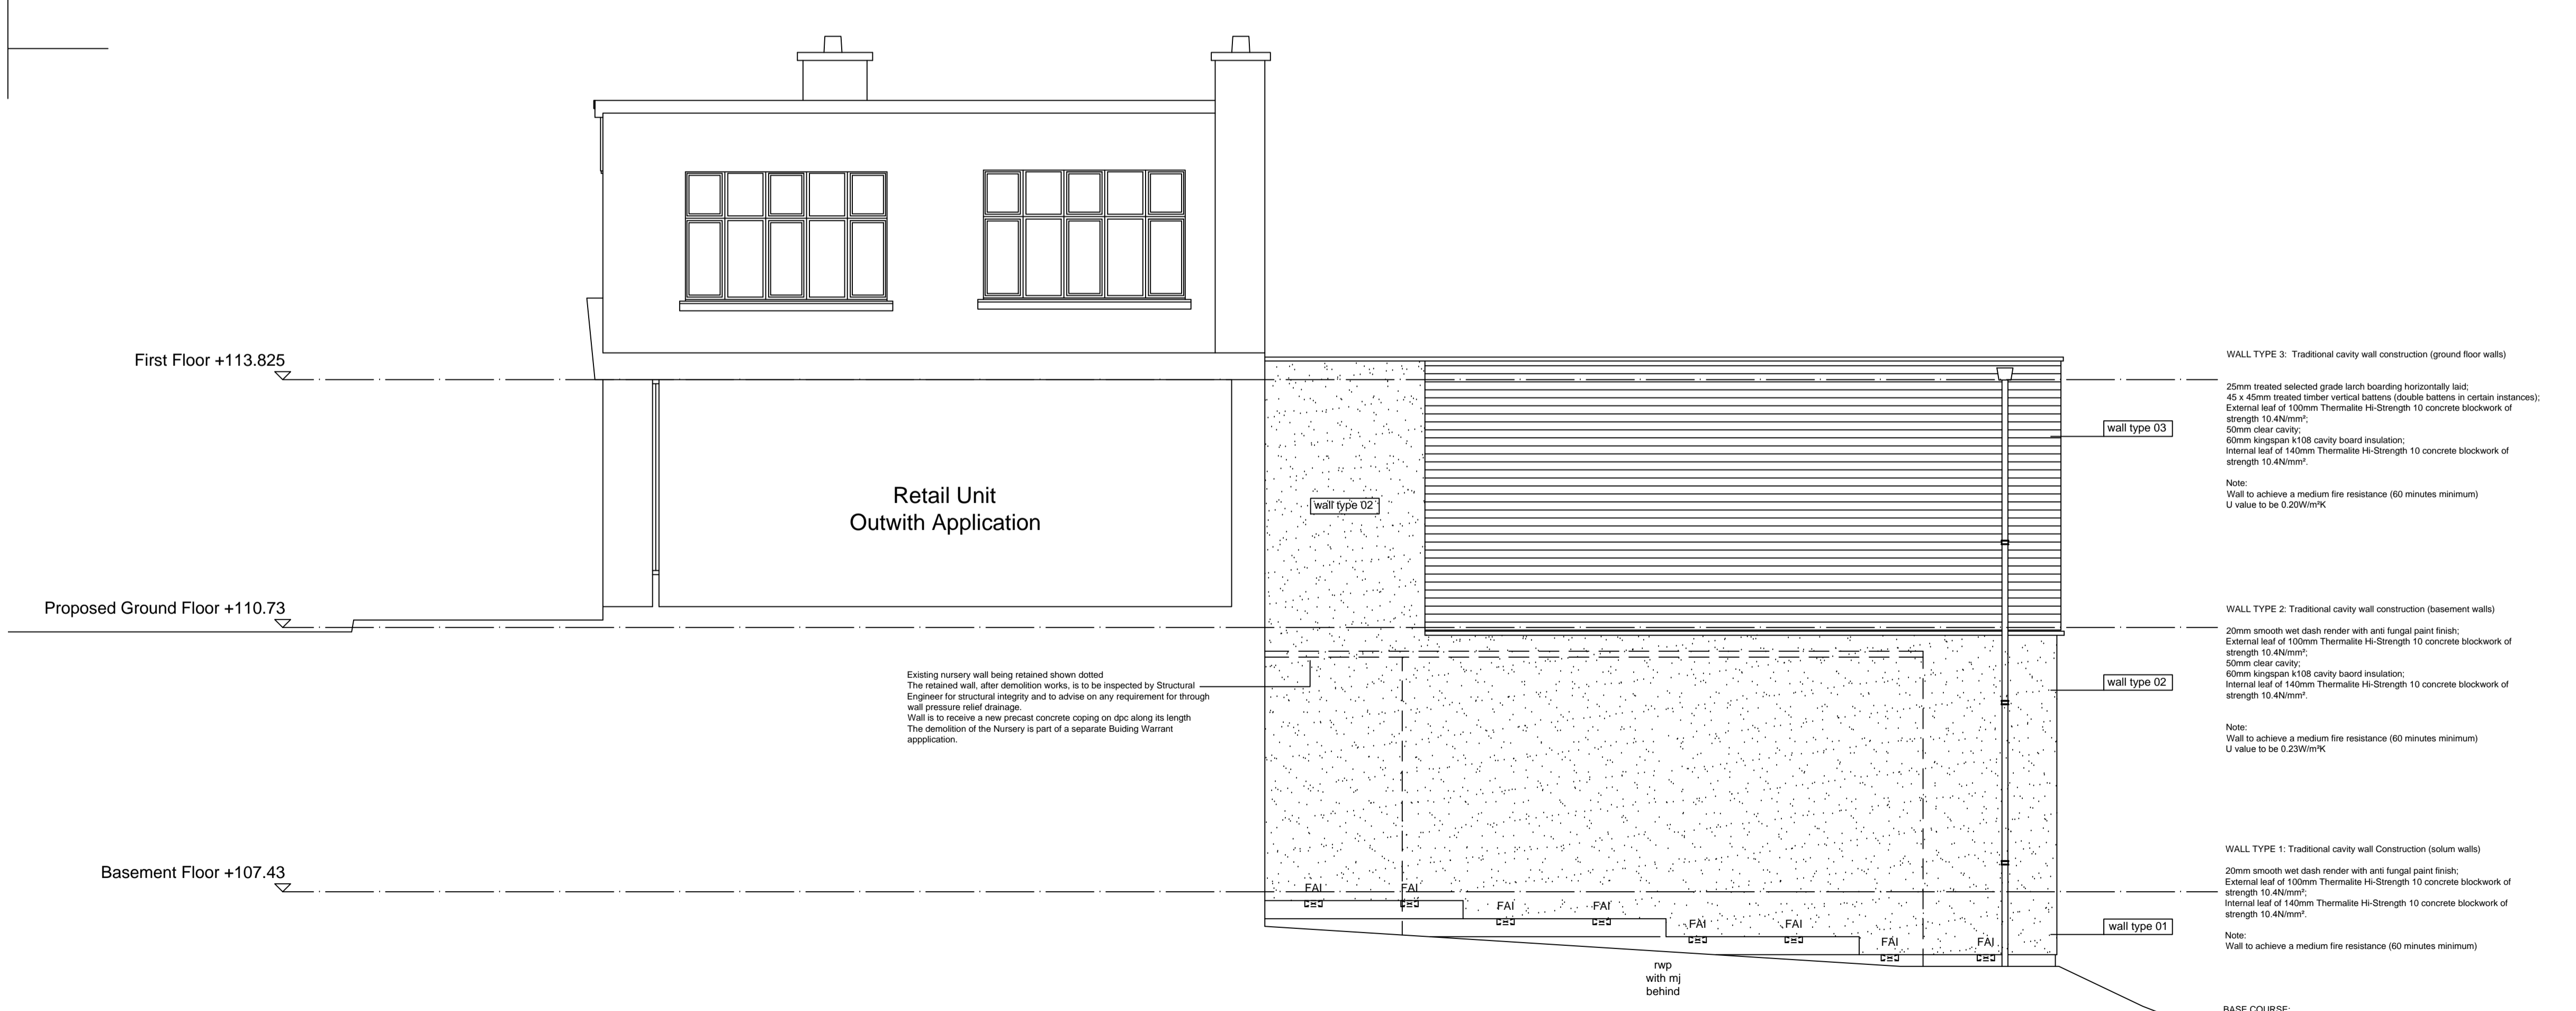 First Floor +113.825
Proposed Ground Floor +110.73
Basement Floor +107.43
Retail Unit
Outwith Application
wall type 02
Existing nursery wall being retained shown dotted
The retained wall, after demolition works, is to be inspected by Structural
Engineer for structural integrity and to advise on any requirement for through
wall pressure relief drainage.
Wall is to receive a new precast concrete coping on dpc along its length
The demolition of the Nursery is part of a separate Buiding Warrant
appplication.
FAI
FAI
FAI
FAI
FAI
FAI
FAI
FAI
rwp
with mj
behind
wall type 03
wall type 02
wall type 01
WALL TYPE 3: Traditional cavity wall construction (ground floor walls)
25mm treated selected grade larch boarding horizontally laid;
45 x 45mm treated timber vertical battens (double battens in certain instances);
External leaf of 100mm Thermalite Hi-Strength 10 concrete blockwork of
strength 10.4N/mm²;
50mm clear cavity;
60mm kingspan k108 cavity board insulation;
Internal leaf of 140mm Thermalite Hi-Strength 10 concrete blockwork of
strength 10.4N/mm².
Note:
Wall to achieve a medium fire resistance (60 minutes minimum)
U value to be 0.20W/m²K
WALL TYPE 2: Traditional cavity wall construction (basement walls)
20mm smooth wet dash render with anti fungal paint finish;
External leaf of 100mm Thermalite Hi-Strength 10 concrete blockwork of
strength 10.4N/mm²;
50mm clear cavity;
60mm kingspan k108 cavity baord insulation;
Internal leaf of 140mm Thermalite Hi-Strength 10 concrete blockwork of
strength 10.4N/mm².
Note:
Wall to achieve a medium fire resistance (60 minutes minimum)
U value to be 0.23W/m²K
WALL TYPE 1: Traditional cavity wall Construction (solum walls)
20mm smooth wet dash render with anti fungal paint finish;
External leaf of 100mm Thermalite Hi-Strength 10 concrete blockwork of
strength 10.4N/mm²;
Internal leaf of 140mm Thermalite Hi-Strength 10 concrete blockwork of
strength 10.4N/mm².
Note:
Wall to achieve a medium fire resistance (60 minutes minimum)
BASE COURSE: